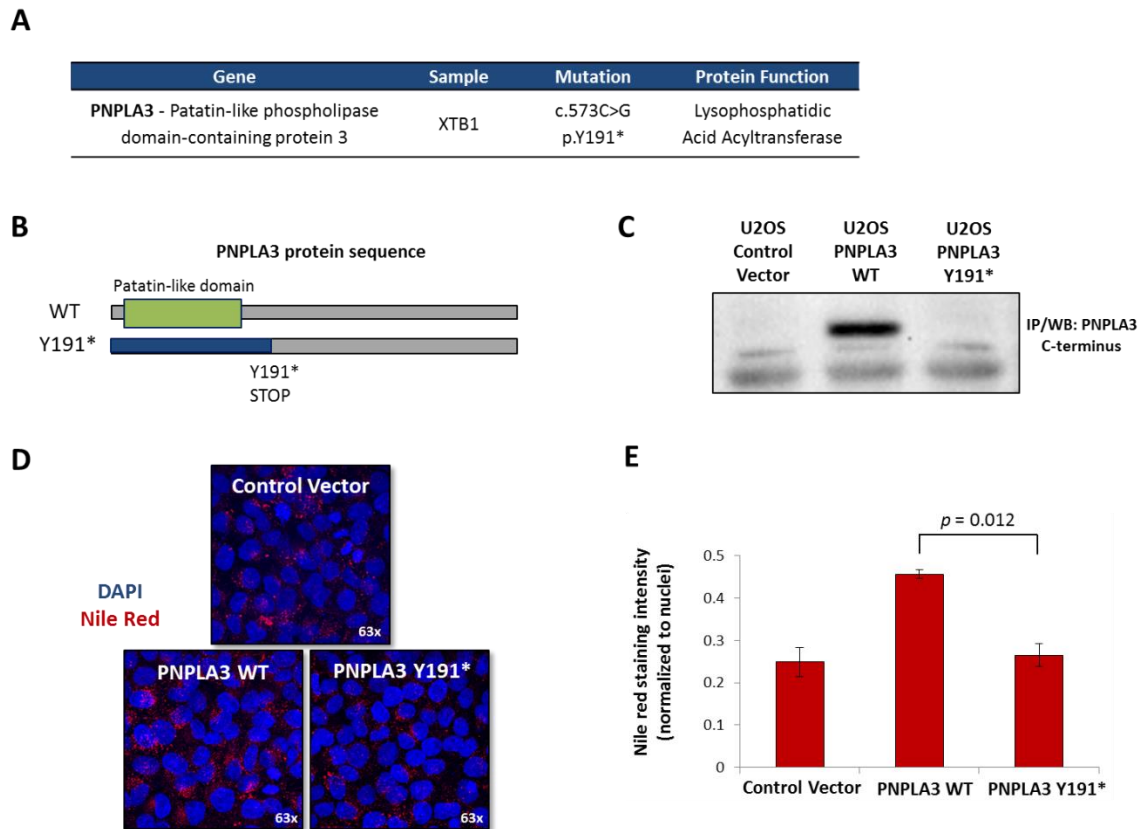 A
Gene Sample Mutation Protein Function
PNPLA3 - Patatin-like phospholipase
domain-containing protein 3
XTB1
c.573C>G
p.Y191*
Lysophosphatidic
Acid Acyltransferase
B
PNPLA3 protein sequence
Patatin-like domain
WT
Y191*
Y191*
STOP
C
U2OS
Control
Vector
U2OS
PNPLA3
WT
U2OS
PNPLA3
Y191*
IP/WB: PNPLA3
C-terminus
D
DAPI
Nile Red
Control Vector
63x
PNPLA3 WT
63x
PNPLA3 Y191*
63x
E
p = 0.012
Nile red staining intensity
(normalized to nuclei)
0.5
0.4
0.3
0.2
0.1
0
Control Vector PNPLA3 WT PNPLA3 Y191*